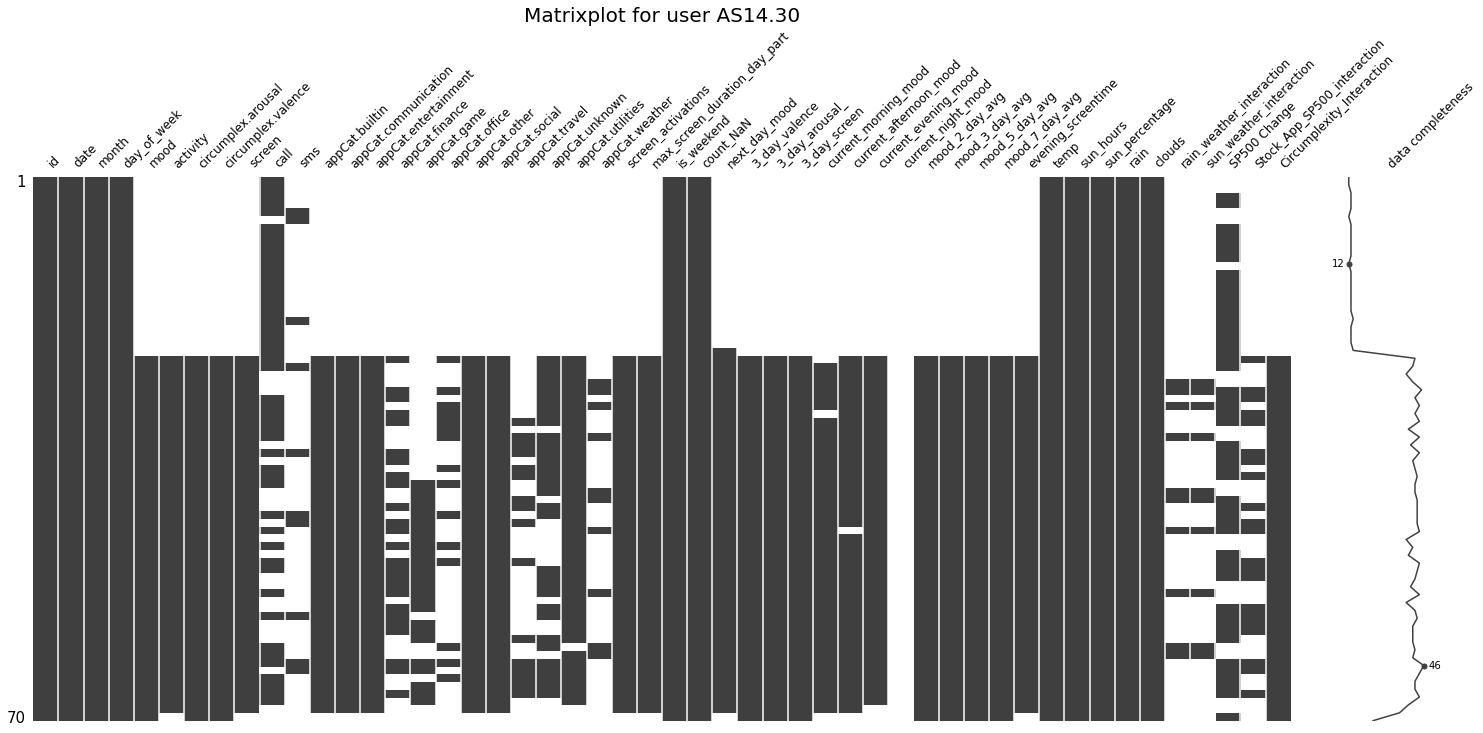 Matrixplot for user AS14.30
id
date
month
day_of_week
mood
activity
circumplex.arousal
circumplex.valence
screen
call
sms
appCat.builtin
appCat.communication
appCat.entertainment
appCat.finance
appCat.game
appCat.office
appCat.other
appCat.social
appCat.travel
appCat.unknown
appCat.utilities
appCat.weather
screen_activations
max_screen_duration_day_part
is_weekend
count_NaN
next_day_mood
3_day_valence
3_day_arousal_
3_day_screen
current_morning_mood
current_afternoon_mood
current_evening_mood
current_night_mood
mood_2_day_avg
mood_3_day_avg
mood_5_day_avg
mood_7_day_avg
evening_screentime
temp
sun_hours
sun_percentage
rain
clouds
rain_weather_interaction
sun_weather_interaction
SP500 Change
Stock_App_SP500_interaction
Circumplexity_Interaction
data completeness
1
12
46
70